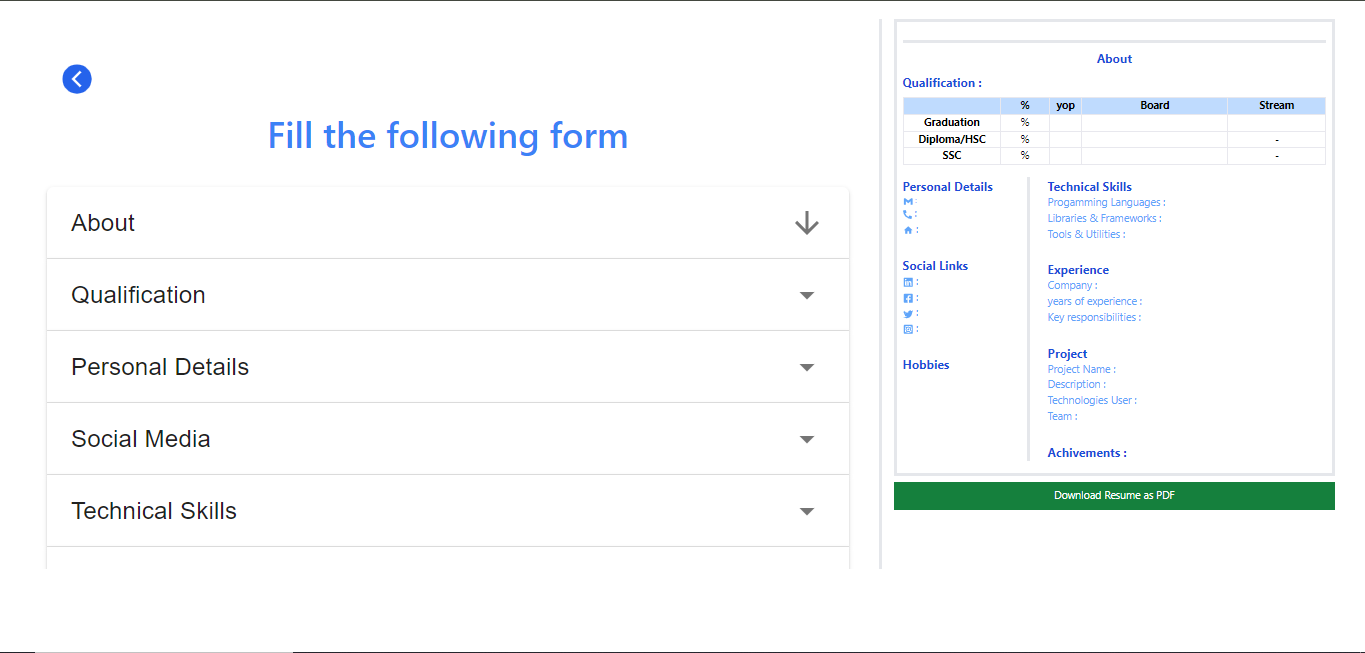 Fill the following form
About
Qualification
Personal Details
Social Media
Technical Skills
About
Qualification :
% yop Board Stream
Graduation %
Diploma/HSC % -
SSC % -
Personal Details
:
:
:
Social Links
:
:
:
:
Hobbies
Technical Skills
Progamming Languages :
Libraries & Frameworks :
Tools & Utilities :
Experience
Company :
years of experience :
Key responsibilities :
Project
Project Name :
Description :
Technologies User :
Team :
Achivements :
Download Resume as PDF